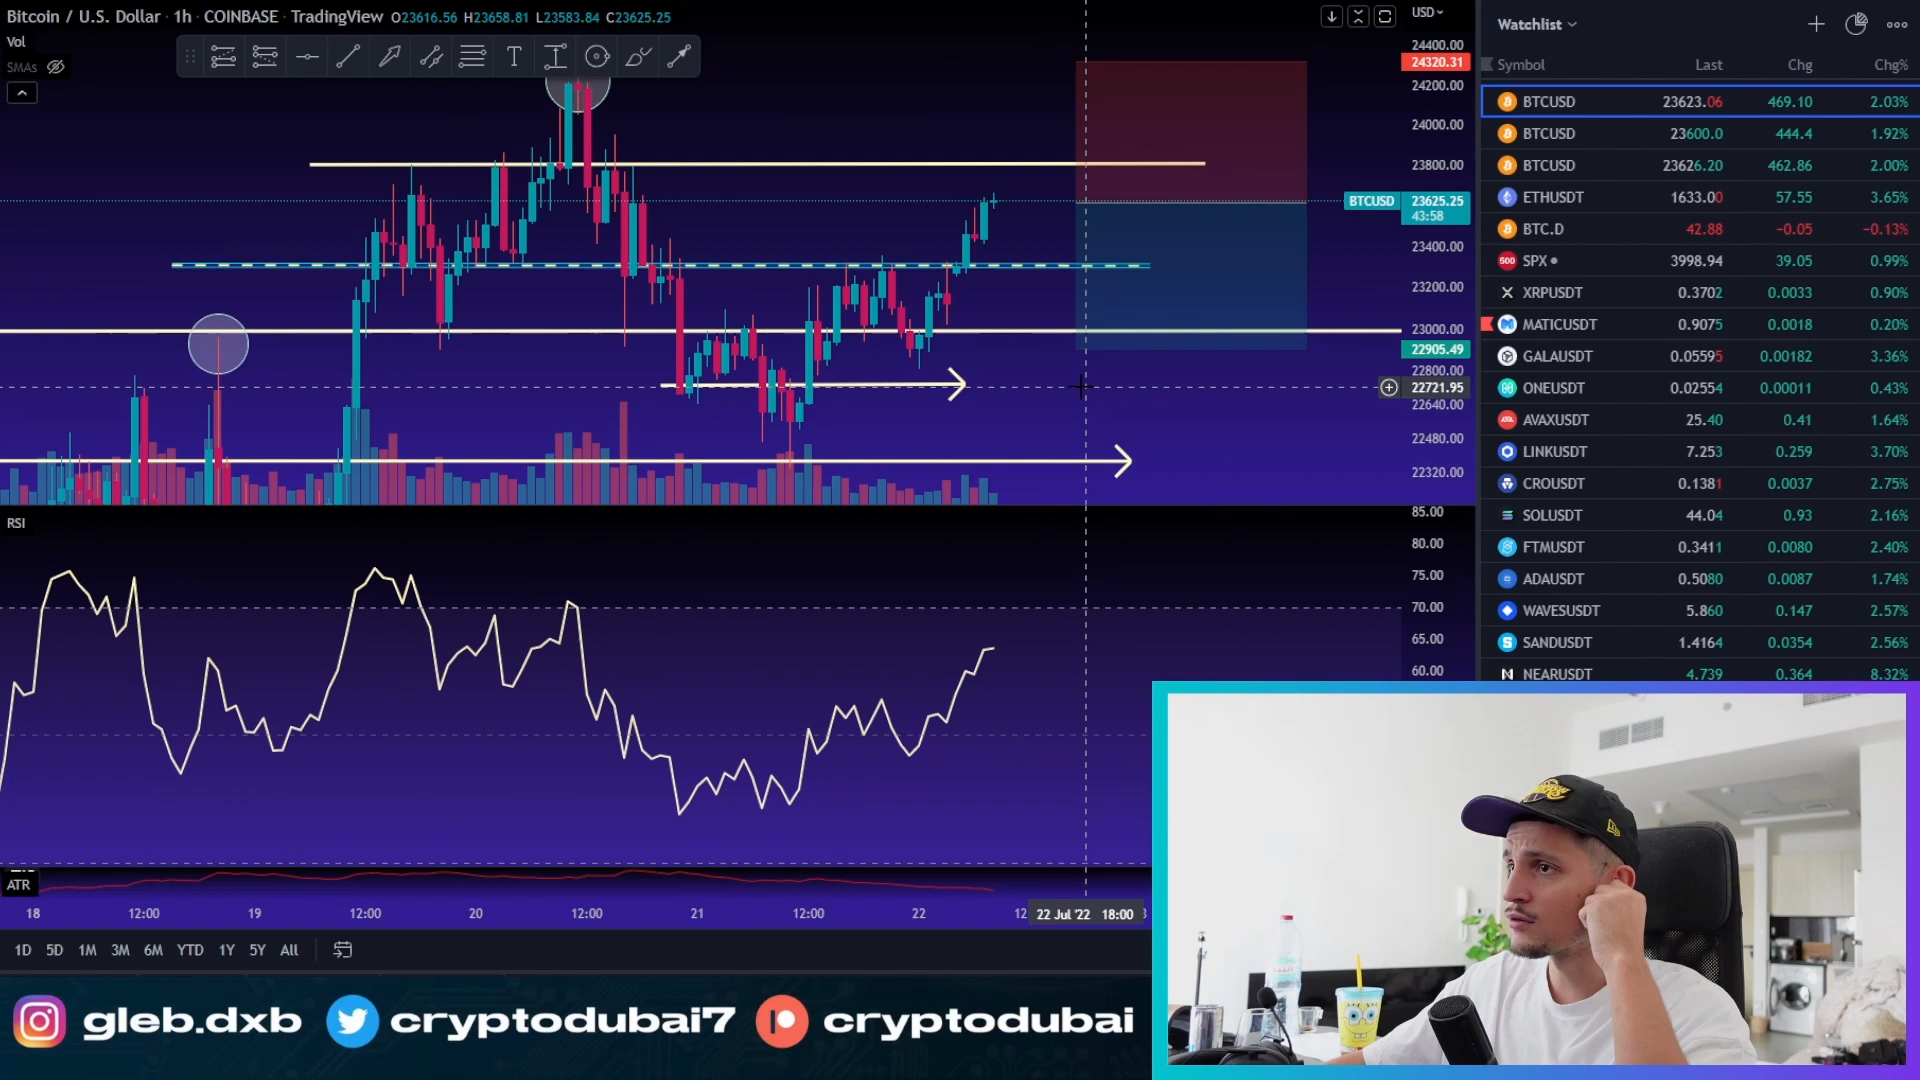 Bitcoin / U.S. Dollar · 1h · COINBASE · TradingView O23616.56 H23658.81 L23583.84 C23625.25
Vol
SMAs
USD
24400.00
24320.31
24200.00
24000.00
23800.00
BTCUSD 23625.25
43:58
23400.00
23200.00
23000.00
22905.49
22800.00
22721.95
22640.00
22480.00
22320.00
RSI
85.00
80.00
75.00
70.00
65.00
60.00
ATR
18 12:00 19 12:00 20 12:00 21 12:00 22 12 22 Jul '22 18:00
1D 5D 1M 3M 6M YTD 1Y 5Y All
Watchlist
Symbol Last Chg Chg%
BTCUSD 23623.06 469.10 2.03%
BTCUSD 23600.0 444.4 1.92%
BTCUSD 23626.20 462.86 2.00%
ETHUSDT 1633.00 57.55 3.65%
BTC.D 42.88 −0.05 −0.13%
500 SPX 3998.94 39.05 0.99%
XRPUSDT 0.3702 0.0033 0.90%
MATICUSDT 0.9075 0.0018 0.20%
GALAUSDT 0.05595 0.00182 3.36%
ONEUSDT 0.02554 0.00011 0.43%
AVAXUSDT 25.40 0.41 1.64%
LINKUSDT 7.253 0.259 3.70%
CROUSDT 0.1381 0.0037 2.75%
SOLUSDT 44.04 0.93 2.16%
FTMUSDT 0.3411 0.0080 2.40%
ADAUSDT 0.5080 0.0087 1.74%
WAVESUSDT 5.860 0.147 2.57%
SANDUSDT 1.4164 0.0354 2.56%
NEARUSDT 4.739 0.364 8.32%
gleb.dxb cryptodubai7 cryptodubai